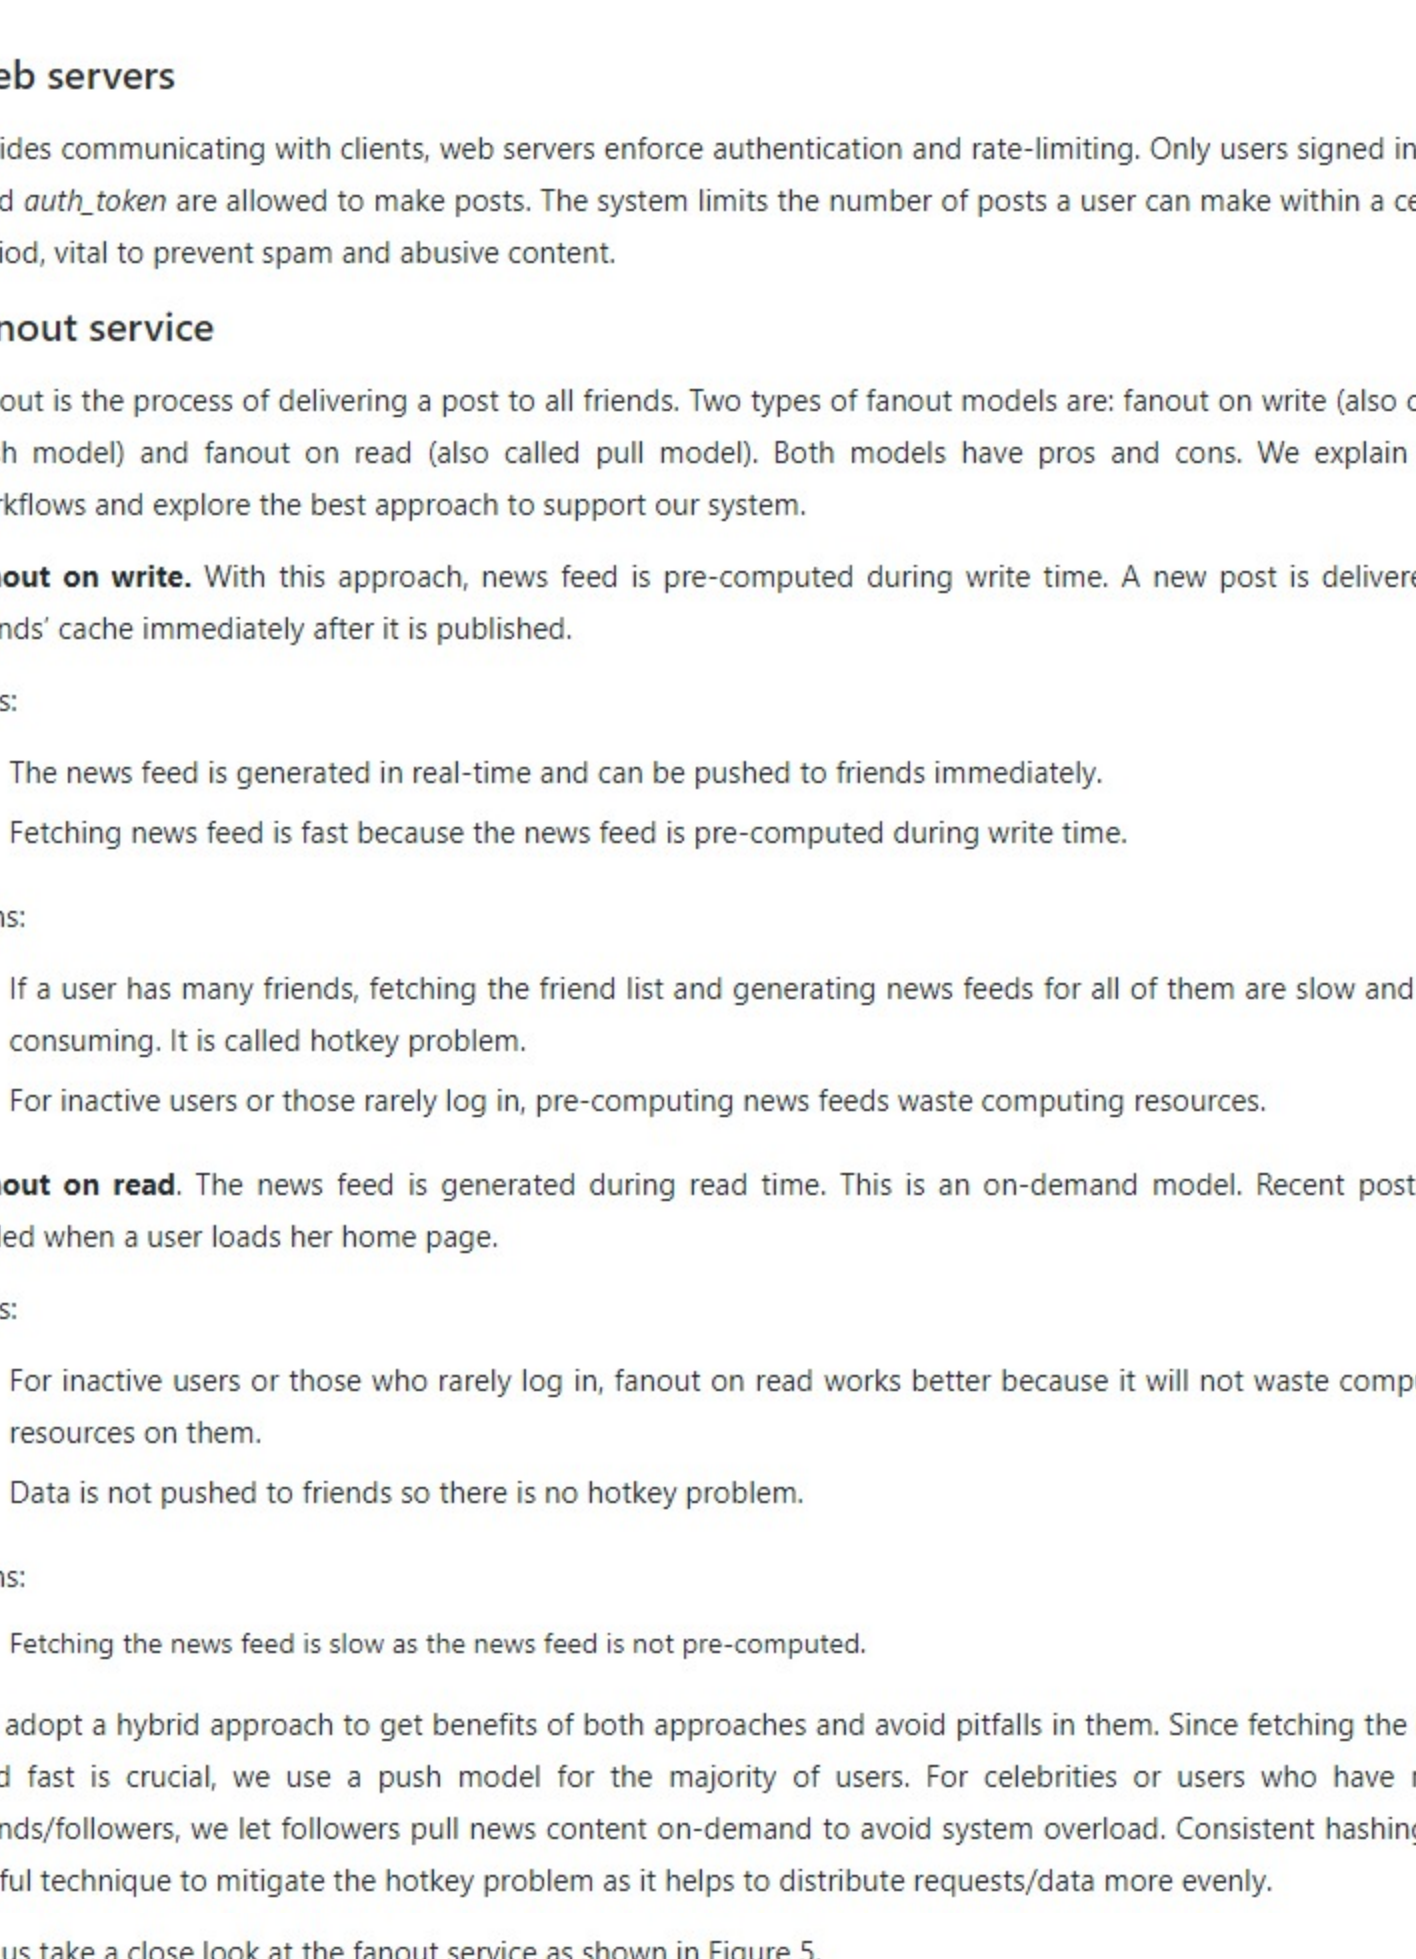 eb servers
ides communicating with clients, web servers enforce authentication and rate-limiting. Only users signed in
d auth_token are allowed to make posts. The system limits the number of posts a user can make within a ce
iod, vital to prevent spam and abusive content.
nout service
out is the process of delivering a post to all friends. Two types of fanout models are: fanout on write (also c
h model) and fanout on read (also called pull model). Both models have pros and cons. We explain
rkflows and explore the best approach to support our system.
out on write. With this approach, news feed is pre-computed during write time. A new post is delivere
nds’ cache immediately after it is published.
s:
The news feed is generated in real-time and can be pushed to friends immediately.
Fetching news feed is fast because the news feed is pre-computed during write time.
ns:
If a user has many friends, fetching the friend list and generating news feeds for all of them are slow and
consuming. It is called hotkey problem.
For inactive users or those rarely log in, pre-computing news feeds waste computing resources.
out on read. The news feed is generated during read time. This is an on-demand model. Recent post
led when a user loads her home page.
s:
For inactive users or those who rarely log in, fanout on read works better because it will not waste comp
resources on them.
Data is not pushed to friends so there is no hotkey problem.
ns:
Fetching the news feed is slow as the news feed is not pre-computed.
adopt a hybrid approach to get benefits of both approaches and avoid pitfalls in them. Since fetching the
d fast is crucial, we use a push model for the majority of users. For celebrities or users who have
nds/followers, we let followers pull news content on-demand to avoid system overload. Consistent hashing
ful technique to mitigate the hotkey problem as it helps to distribute requests/data more evenly.
us take a close look at the fanout service as shown in Figure 5.